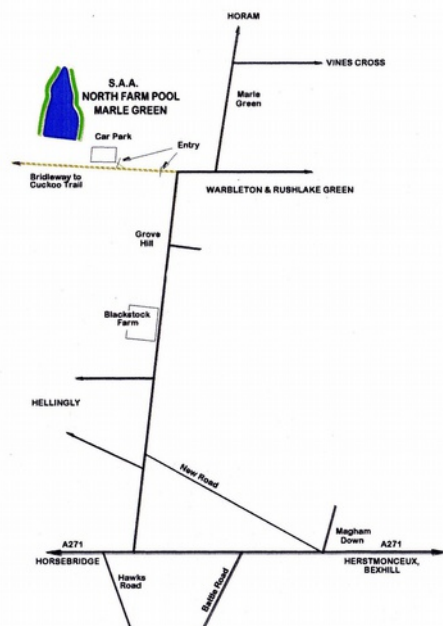 HORAM
VINES CROSS
Marle
Green
S.A.A.
NORTH FARM POOL
MARLE GREEN
Car Park
Entry
Bridleway to
Cuckoo Trail
WARBLETON & RUSHLAKE GREEN
Grove
Hill
Blackstock
Farm
HELLINGLY
New Road
Magham
Down
A271
A271
HORSEBRIDGE
HERSTMONCEUX,
BEXHILL
Hawks
Road
Battle Road